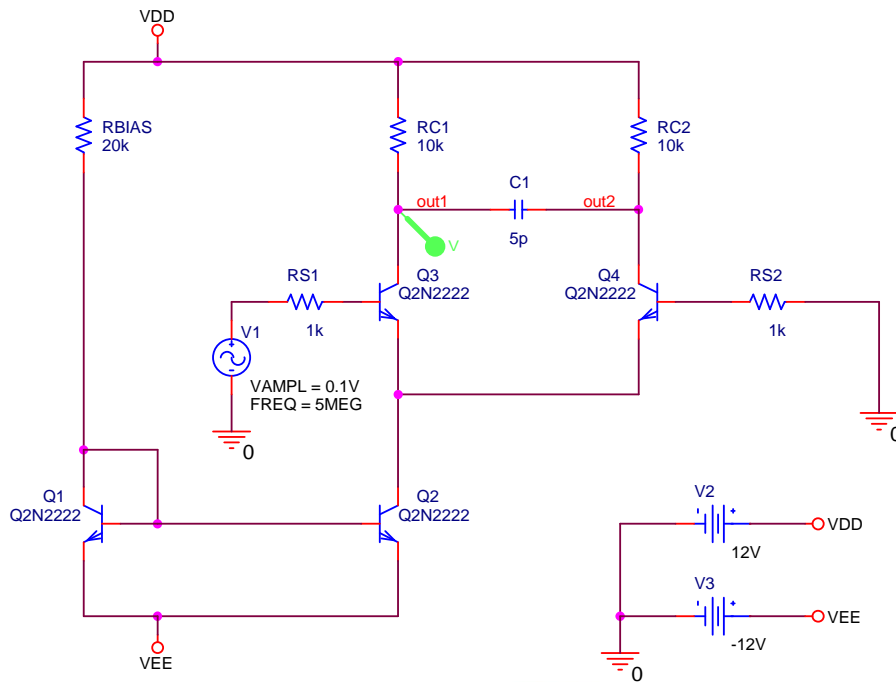 VDD
RBIAS
20k
RC1
10k
RC2
10k
out1
C1
out2
5p
V
RS1
1k
Q3
Q2N2222
Q4
Q2N2222
RS2
1k
V1
VAMPL = 0.1V
FREQ = 5MEG
0
0
Q1
Q2N2222
Q2
Q2N2222
VEE
V2
12V
VDD
V3
-12V
VEE
0